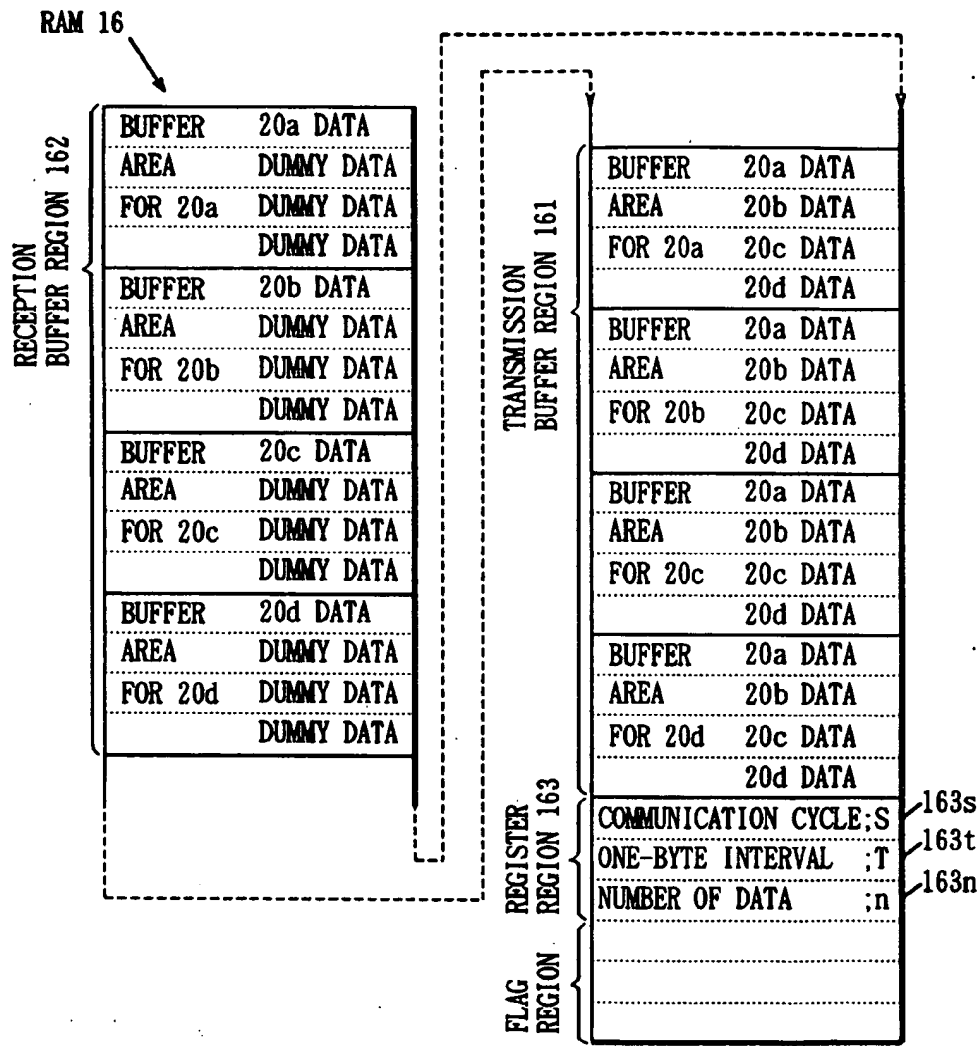 RAM 16
RECEPTION
BUFFER REGION 162
BUFFER 20a DATA
AREA DUMMY DATA
FOR 20a DUMMY DATA
DUMMY DATA
BUFFER 20b DATA
AREA DUMMY DATA
FOR 20b DUMMY DATA
DUMMY DATA
BUFFER 20c DATA
AREA DUMMY DATA
FOR 20c DUMMY DATA
DUMMY DATA
BUFFER 20d DATA
AREA DUMMY DATA
FOR 20d DUMMY DATA
DUMMY DATA
TRANSMISSION
BUFFER REGION 161
BUFFER 20a DATA
AREA 20b DATA
FOR 20a 20c DATA
20d DATA
BUFFER 20a DATA
AREA 20b DATA
FOR 20b 20c DATA
20d DATA
BUFFER 20a DATA
AREA 20b DATA
FOR 20c 20c DATA
20d DATA
BUFFER 20a DATA
AREA 20b DATA
FOR 20d 20c DATA
20d DATA
REGISTER
REGION 163
COMMUNICATION CYCLE;S 163s
ONE-BYTE INTERVAL ;T 163t
NUMBER OF DATA ;n 163n
FLAG
REGION